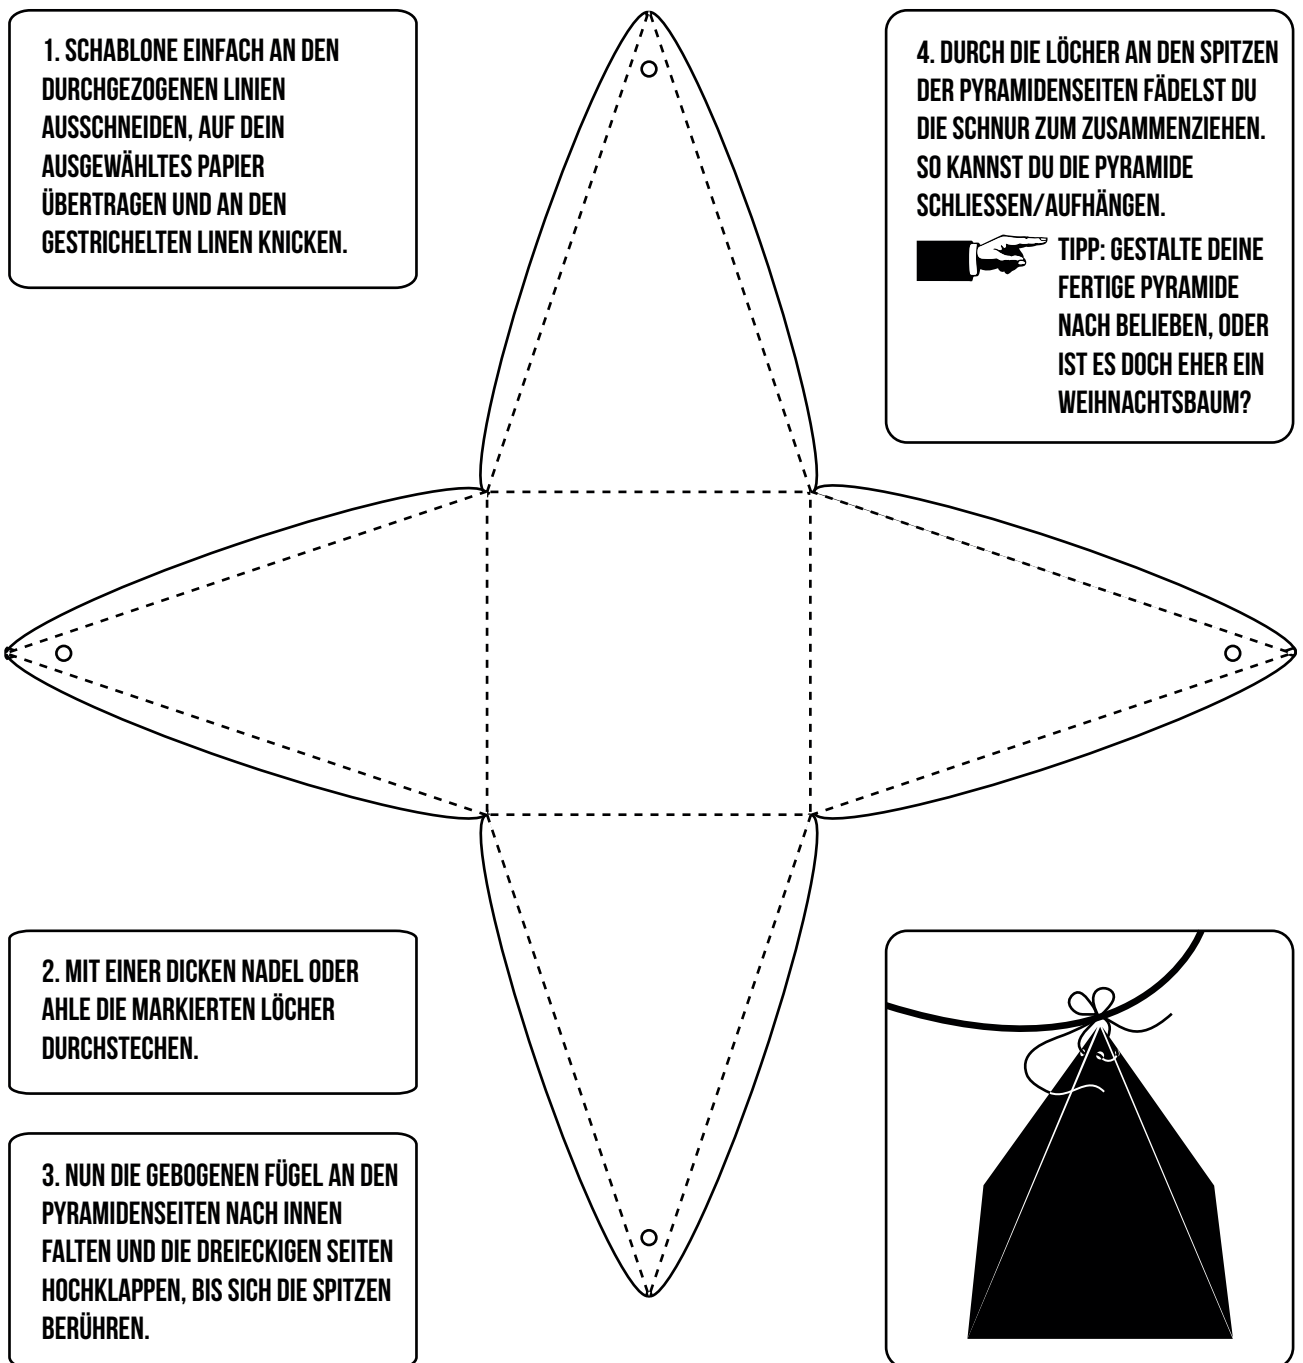 1. SCHABLONE EINFACH AN DEN
DURCHGEZOGENEN LINIEN
AUSSCHNEIDEN, AUF DEIN
AUSGEWÄHLTES PAPIER
ÜBERTRAGEN UND AN DEN
GESTRICHELTEN LINEN KNICKEN.
2. MIT EINER DICKEN NADEL ODER
AHLE DIE MARKIERTEN LÖCHER
DURCHSTECHEN.
3. NUN DIE GEBOGENEN FÜGEL AN DEN
PYRAMIDENSEITEN NACH INNEN
FALTEN UND DIE DREIECKIGEN SEITEN
HOCHKLAPPEN, BIS SICH DIE SPITZEN
BERÜHREN.
4. DURCH DIE LÖCHER AN DEN SPITZEN
DER PYRAMIDENSEITEN FÄDELST DU
DIE SCHNUR ZUM ZUSAMMENZIEHEN.
SO KANNST DU DIE PYRAMIDE
SCHLIESSEN/AUFHÄNGEN.
TIPP: GESTALTE DEINE
FERTIGE PYRAMIDE
NACH BELIEBEN, ODER
IST ES DOCH EHER EIN
WEIHNACHTSBAUM?